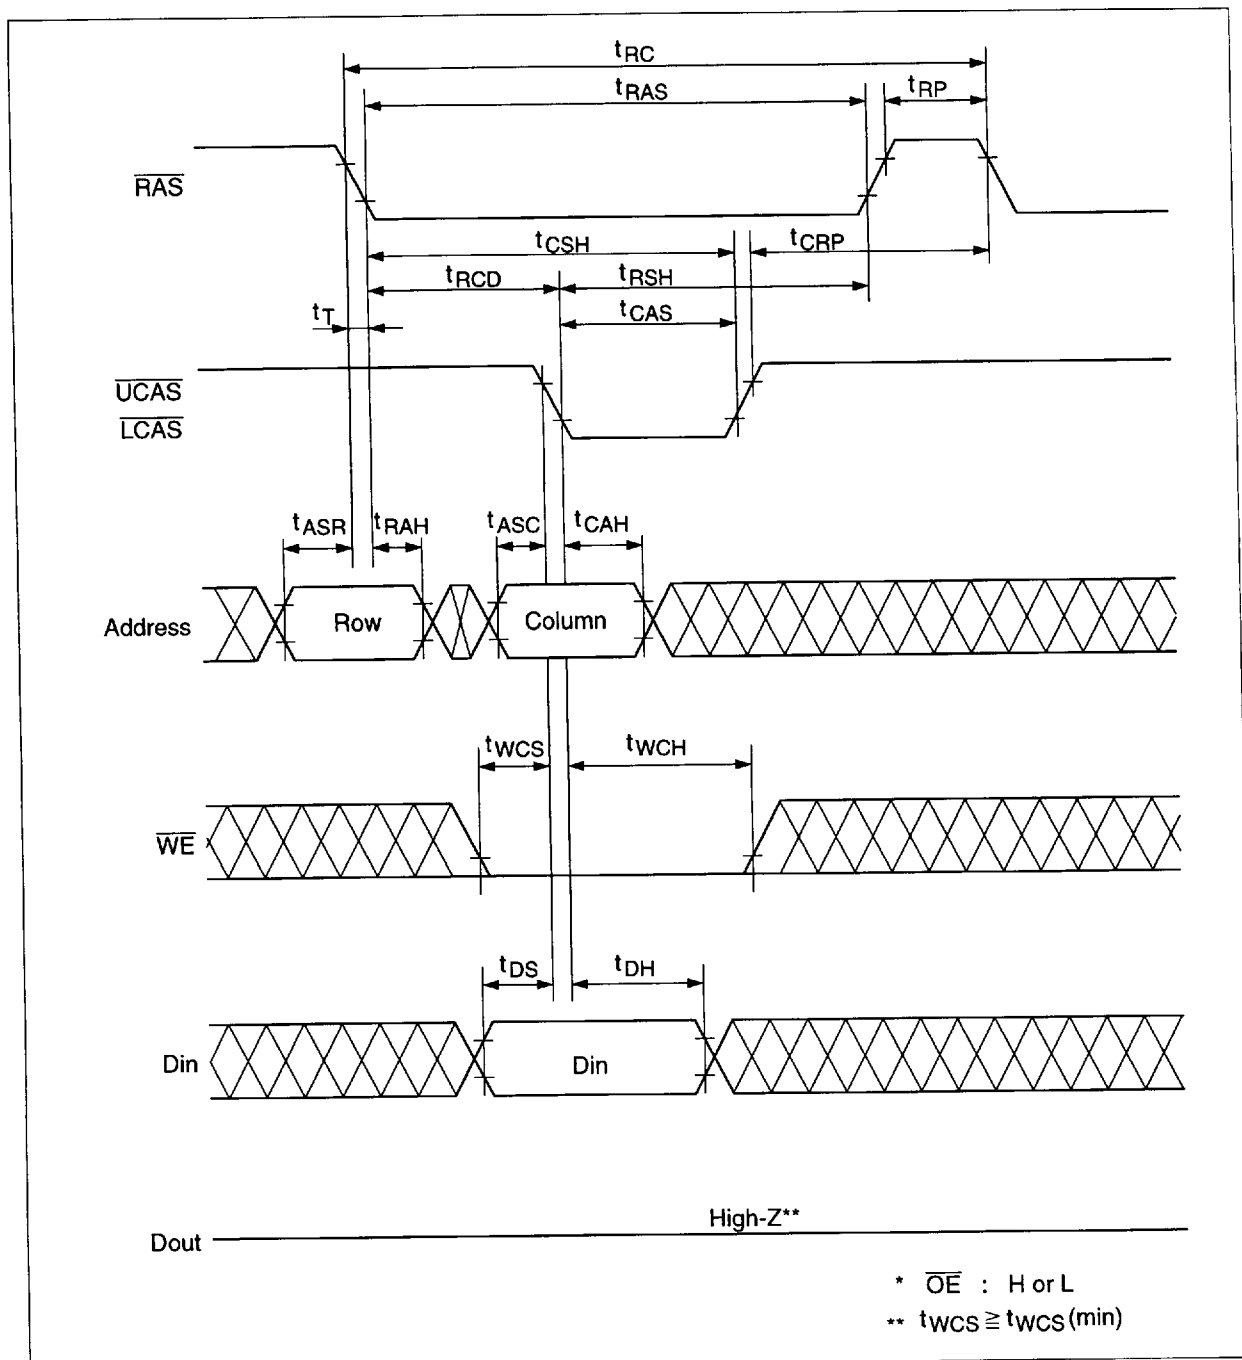 tRC
tRAS
tRP
RAS
tCSH
tCRP
tRCD
tRSH
tT
tCAS
UCAS
LCAS
tASR
tRAH
tASC
tCAH
Address
Row
Column
tWCS
tWCH
WE
tDS
tDH
Din
Din
High-Z**
Dout
* OE : H or L
** tWCS ≧ tWCS (min)